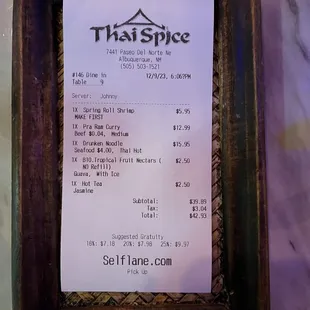 Thai Spice
7441 Paseo Del Norte Ne
Albuquerque, NM
(505) 503-7521
#146 Dine In 12/9/23, 6:06PM
Table 9
Server: Johnny
1X Spring Roll Shrimp $5.95
MAKE FIRST
1X Pra Ram Curry $12.99
Beef $0.04, Medium
1X Drunken Noodle $15.95
Seafood $4.00, Thai Hot
1X B10.Tropical Fruit Nectars ( $2.50
NO Refill)
Guava, With Ice
1X Hot Tea $2.50
Jasmine
Subtotal: $39.89
Tax: $3.04
Total: $42.93
Suggested Gratuity
18%: $7.18 20%: $7.98 25%: $9.97
Selflane.com
Pick Up